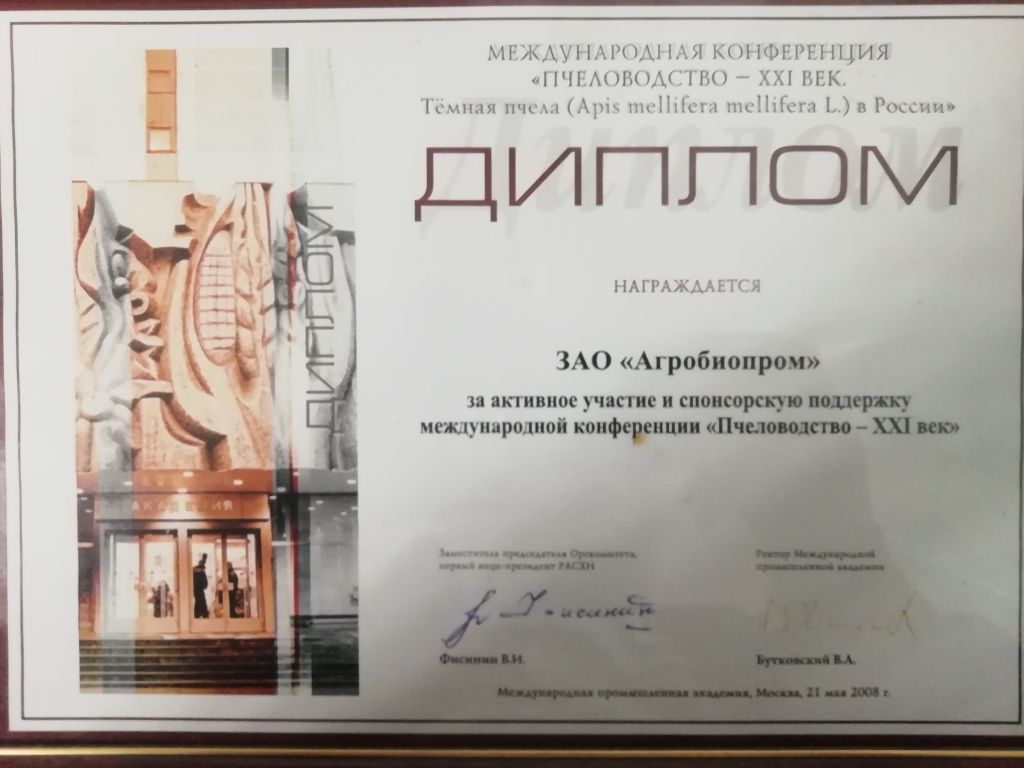 МЕЖДУНАРОДНАЯ КОНФЕРЕНЦИЯ
«ПЧЕЛОВОДСТВО – XXI ВЕК.
Тёмная пчела (Apis mellifera mellifera L.) в России»
Диплом
ДИПЛОМ
ДИПЛОМ
НАГРАЖДАЕТСЯ
ЗАО «Агробиопром»
за активное участие и спонсорскую поддержку
международной конференции «Пчеловодство – XXI век»
АКАДЕМИЯ
Заместитель председателя Оргкомитета,
первый вице-президент РАСХН
Ректор Международной
промышленной академии
Фисинин В.И.
Бутковский В.А.
Международная промышленная академия, Москва, 21 мая 2008 г.